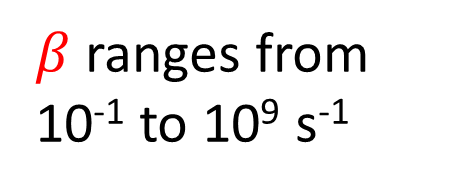 β ranges from
10⁻¹ to 10⁹ s⁻¹